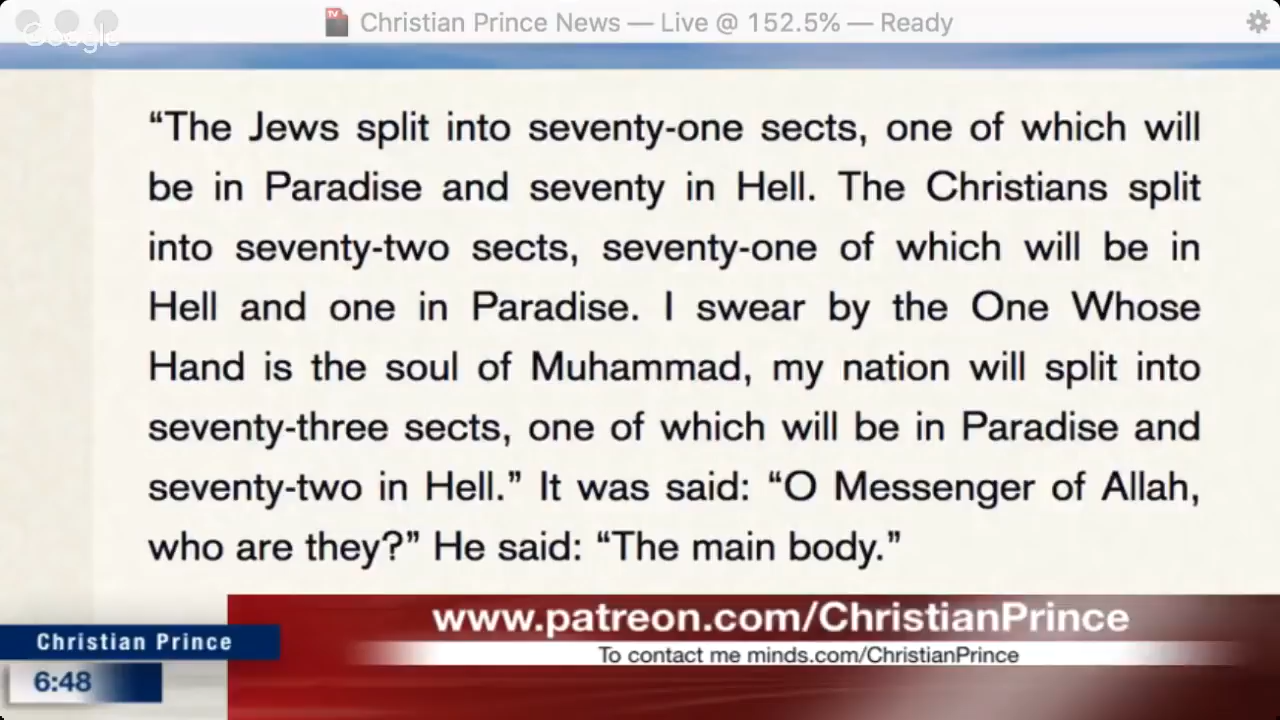 Christian Prince News — Live @ 152.5% — Ready
Google
“The Jews split into seventy-one sects, one of which will
be in Paradise and seventy in Hell. The Christians split
into seventy-two sects, seventy-one of which will be in
Hell and one in Paradise. I swear by the One Whose
Hand is the soul of Muhammad, my nation will split into
seventy-three sects, one of which will be in Paradise and
seventy-two in Hell.” It was said: “O Messenger of Allah,
who are they?” He said: “The main body.”
www.patreon.com/ChristianPrince
Christian Prince
To contact me minds.com/ChristianPrince
6:48
TV